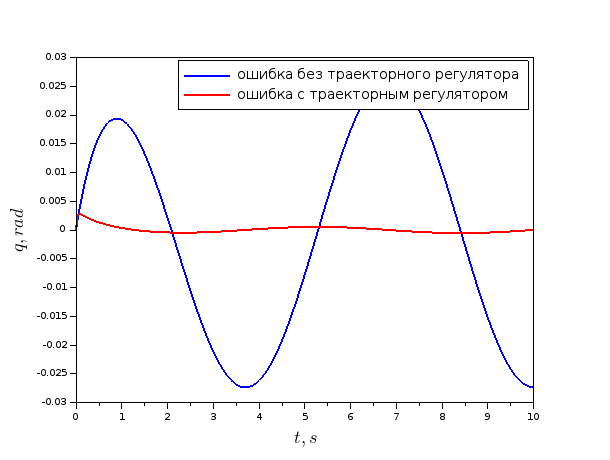 0.03
ошибка без траекторного регулятора
ошибка с траекторным регулятором
0.025
0.02
0.015
0.01
0.005
0
-0.005
-0.01
-0.015
-0.02
-0.025
-0.03
q, rad
0 1 2 3 4 5 6 7 8 9 10
t, s